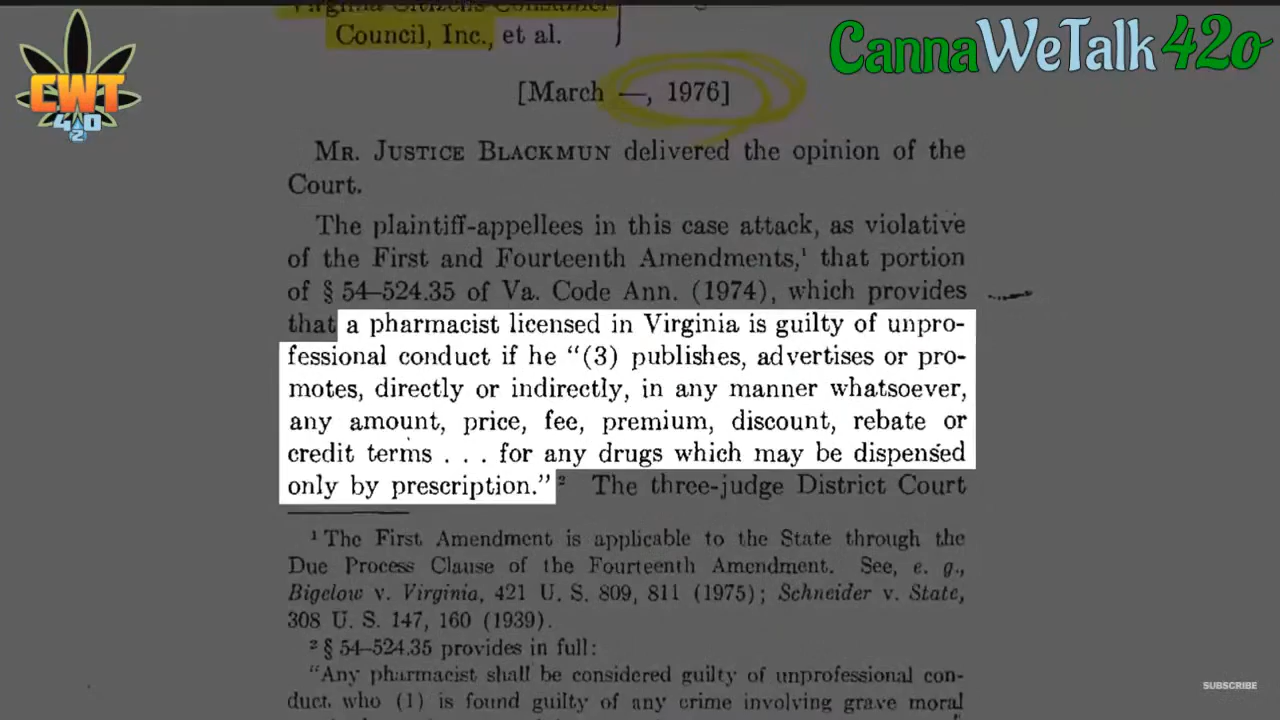 CWT
420
CannaWeTalk420
Virginia Citizens Consumer
Council, Inc., et al.
[March —, 1976]
MR. JUSTICE BLACKMUN delivered the opinion of the
Court.
The plaintiff-appellees in this case attack, as violative
of the First and Fourteenth Amendments,¹ that portion
of § 54–524.35 of Va. Code Ann. (1974), which provides
that a pharmacist licensed in Virginia is guilty of unpro-
fessional conduct if he “(3) publishes, advertises or pro-
motes, directly or indirectly, in any manner whatsoever,
any amount, price, fee, premium, discount, rebate or
credit terms . . . for any drugs which may be dispensed
only by prescription.” ² The three-judge District Court
¹ The First Amendment is applicable to the State through the
Due Process Clause of the Fourteenth Amendment. See, e. g.,
Bigelow v. Virginia, 421 U. S. 809, 811 (1975); Schneider v. State,
308 U. S. 147, 160 (1939).
² § 54–524.35 provides in full:
“Any pharmacist shall be considered guilty of unprofessional con-
duct, who (1) is found guilty of any crime involving grave moral
SUBSCRIBE